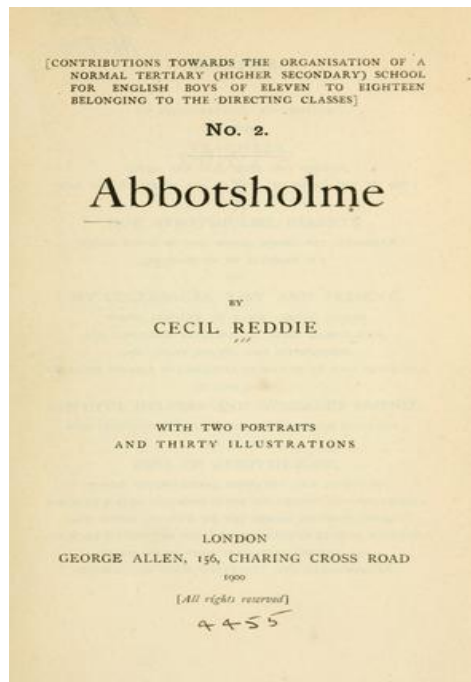 [CONTRIBUTIONS TOWARDS THE ORGANISATION OF A
NORMAL TERTIARY (HIGHER SECONDARY) SCHOOL
FOR ENGLISH BOYS OF ELEVEN TO EIGHTEEN
BELONGING TO THE DIRECTING CLASSES]
No. 2.
Abbotsholme
BY
CECIL REDDIE
WITH TWO PORTRAITS
AND THIRTY ILLUSTRATIONS
LONDON
GEORGE ALLEN, 156, CHARING CROSS ROAD
1900
[All rights reserved]
4455